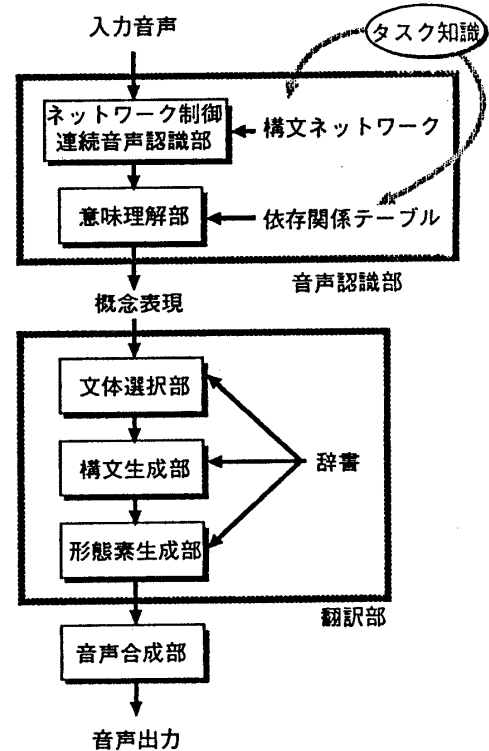 入力音声
タスク知識
ネットワーク制御
連続音声認識部
構文ネットワーク
意味理解部
依存関係テーブル
音声認識部
概念表現
文体選択部
構文生成部
辞書
形態素生成部
翻訳部
音声合成部
音声出力